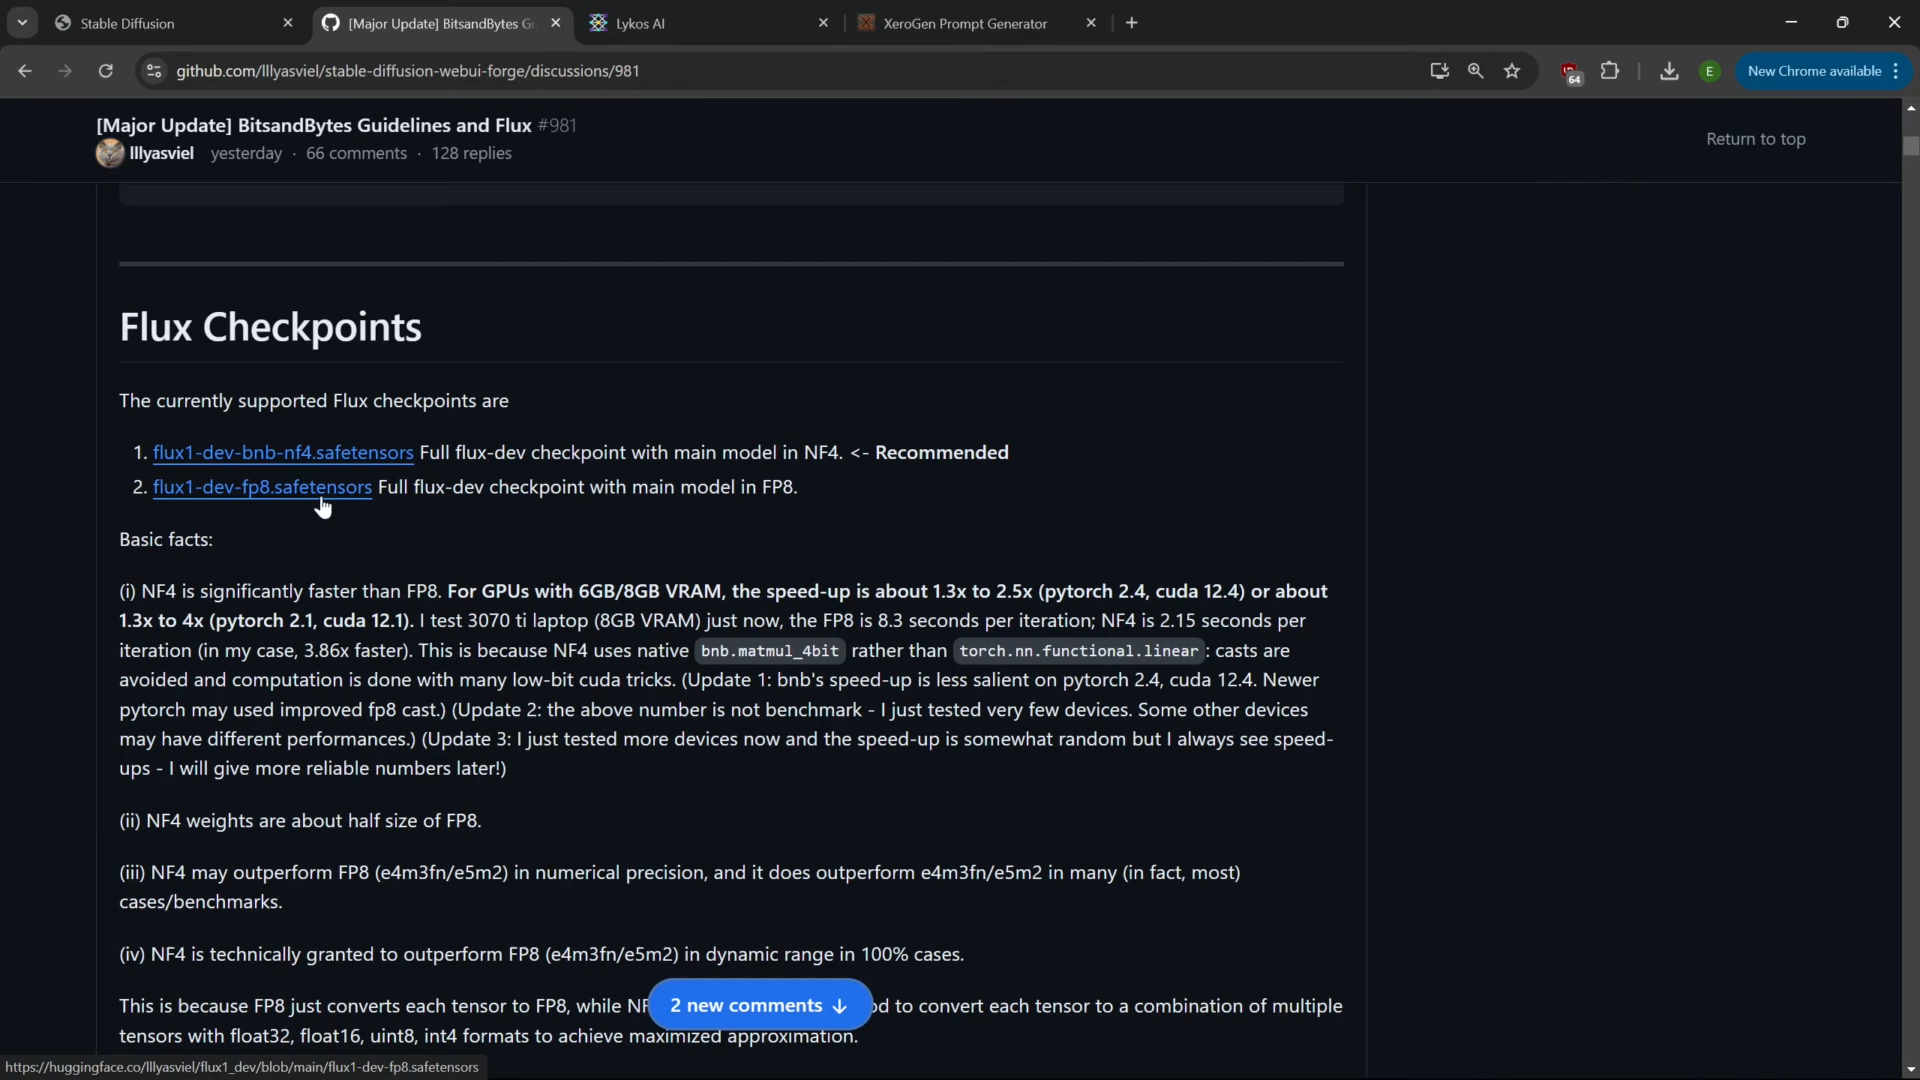 Stable Diffusion
[Major Update] BitsandBytes Gu
Lykos AI
XeroGen Prompt Generator
github.com/lllyasviel/stable-diffusion-webui-forge/discussions/981
64
E
New Chrome available
[Major Update] BitsandBytes Guidelines and Flux #981
lllyasviel yesterday · 66 comments · 128 replies
Return to top
Flux Checkpoints
The currently supported Flux checkpoints are
1. flux1-dev-bnb-nf4.safetensors Full flux-dev checkpoint with main model in NF4. <- Recommended
2. flux1-dev-fp8.safetensors Full flux-dev checkpoint with main model in FP8.
Basic facts:
(i) NF4 is significantly faster than FP8. For GPUs with 6GB/8GB VRAM, the speed-up is about 1.3x to 2.5x (pytorch 2.4, cuda 12.4) or about
1.3x to 4x (pytorch 2.1, cuda 12.1). I test 3070 ti laptop (8GB VRAM) just now, the FP8 is 8.3 seconds per iteration; NF4 is 2.15 seconds per
iteration (in my case, 3.86x faster). This is because NF4 uses native bnb.matmul_4bit rather than torch.nn.functional.linear: casts are
avoided and computation is done with many low-bit cuda tricks. (Update 1: bnb's speed-up is less salient on pytorch 2.4, cuda 12.4. Newer
pytorch may used improved fp8 cast.) (Update 2: the above number is not benchmark - I just tested very few devices. Some other devices
may have different performances.) (Update 3: I just tested more devices now and the speed-up is somewhat random but I always see speed-
ups - I will give more reliable numbers later!)
(ii) NF4 weights are about half size of FP8.
(iii) NF4 may outperform FP8 (e4m3fn/e5m2) in numerical precision, and it does outperform e4m3fn/e5m2 in many (in fact, most)
cases/benchmarks.
(iv) NF4 is technically granted to outperform FP8 (e4m3fn/e5m2) in dynamic range in 100% cases.
This is because FP8 just converts each tensor to FP8, while NF
2 new comments ↓
od to convert each tensor to a combination of multiple
tensors with float32, float16, uint8, int4 formats to achieve maximized approximation.
https://huggingface.co/lllyasviel/flux1_dev/blob/main/flux1-dev-fp8.safetensors